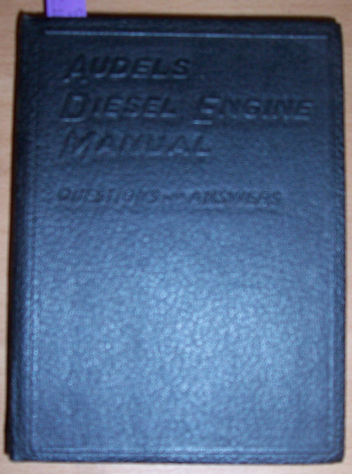 AUDELS
DIESEL ENGINE
MANUAL
QUESTIONS AND ANSWERS